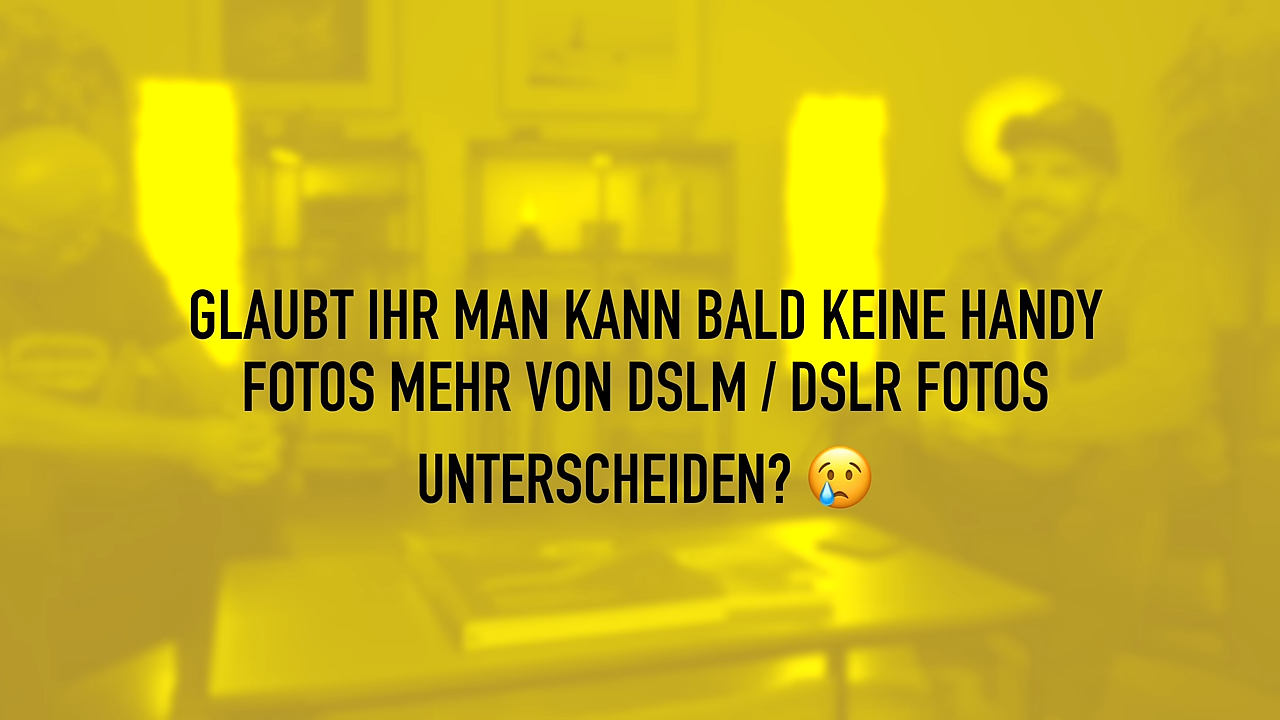 GLAUBT IHR MAN KANN BALD KEINE HANDY
FOTOS MEHR VON DSLM / DSLR FOTOS
UNTERSCHEIDEN? 😢